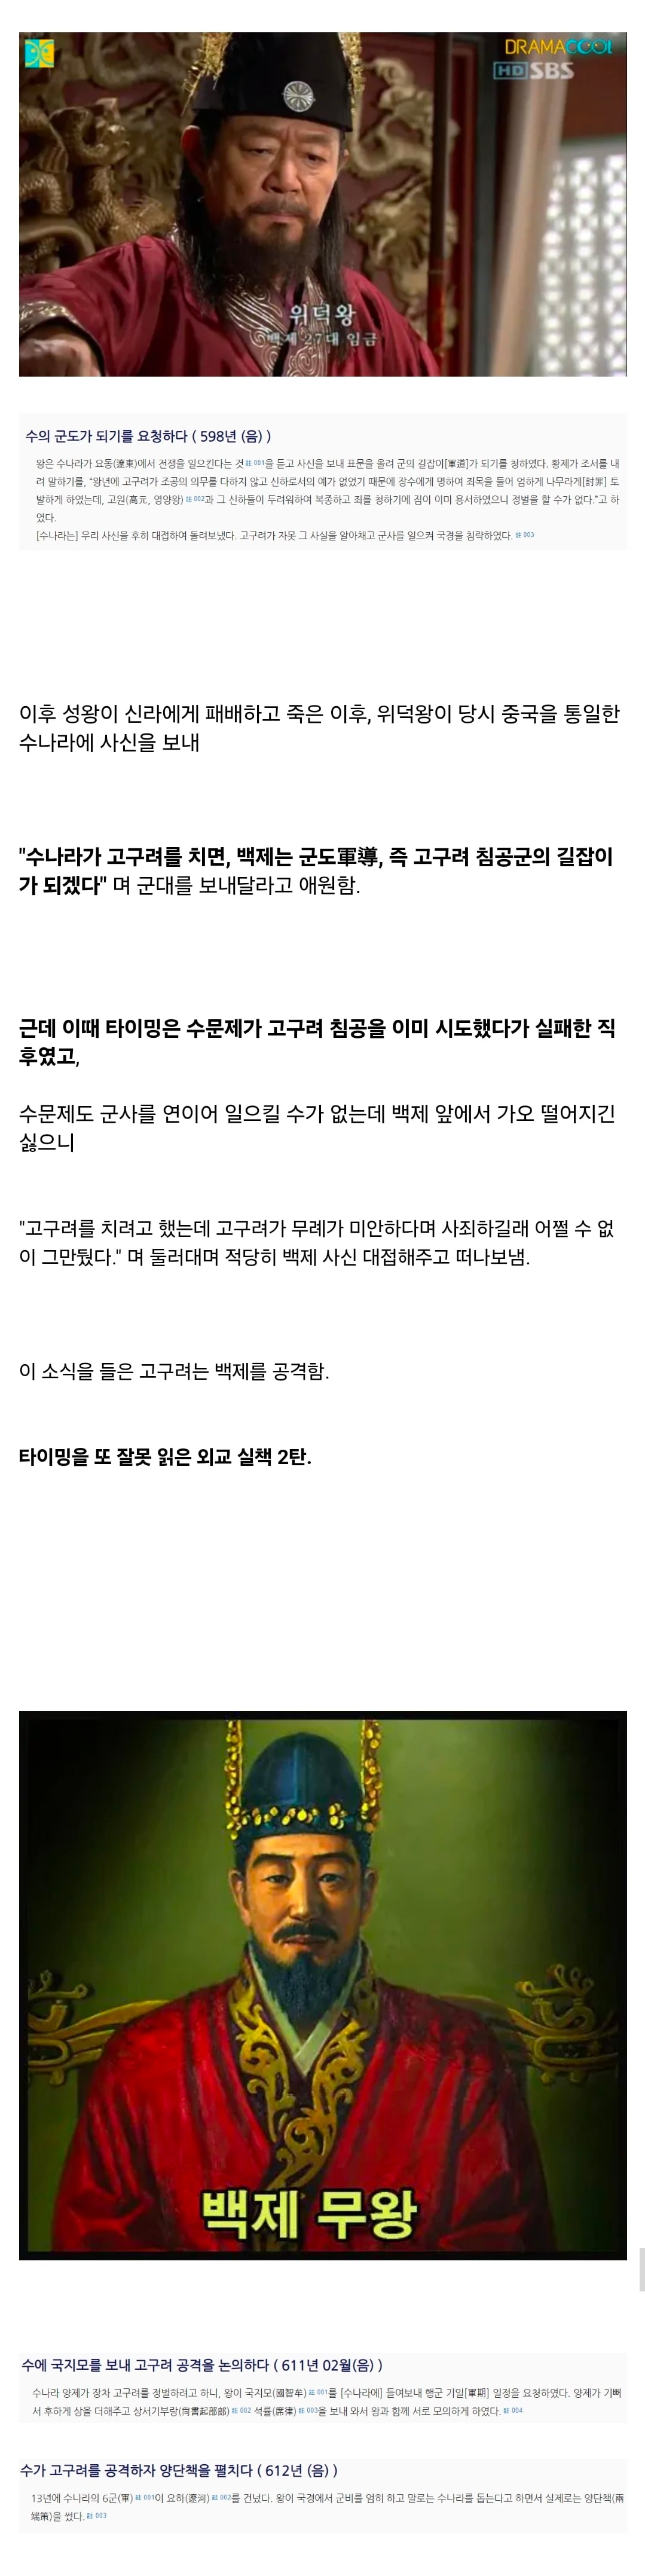 DRAMACOOL
HD SBS
위덕왕
백제 27대 임금
수의 군도가 되기를 요청하다 ( 598년 (음) )
왕은 수나라가 요동(遼東)에서 전쟁을 일으킨다는 것 註 001을 듣고 사신을 보내 표문을 올려 군의 길잡이[軍道]가 되기를 청하였다. 황제가 조서를 내
려 말하기를, “왕년에 고구려가 조공의 의무를 다하지 않고 신하로서의 예가 없었기 때문에 장수에게 명하여 죄목을 들어 엄하게 나무라게[討罪] 토
발하게 하였는데, 고원(高元, 영양왕) 註 002과 그 신하들이 두려워하여 복종하고 죄를 청하기에 짐이 이미 용서하였으니 정벌을 할 수가 없다.”고 하
였다.
[수나라는] 우리 사신을 후히 대접하여 돌려보냈다. 고구려가 자못 그 사실을 알아채고 군사를 일으켜 국경을 침략하였다. 註 003
이후 성왕이 신라에게 패배하고 죽은 이후, 위덕왕이 당시 중국을 통일한
수나라에 사신을 보내
"수나라가 고구려를 치면, 백제는 군도軍導, 즉 고구려 침공군의 길잡이
가 되겠다" 며 군대를 보내달라고 애원함.
근데 이때 타이밍은 수문제가 고구려 침공을 이미 시도했다가 실패한 직
후였고,
수문제도 군사를 연이어 일으킬 수가 없는데 백제 앞에서 가오 떨어지긴
싫으니
"고구려를 치려고 했는데 고구려가 무례가 미안하다며 사죄하길래 어쩔 수 없
이 그만뒀다." 며 둘러대며 적당히 백제 사신 대접해주고 떠나보냄.
이 소식을 들은 고구려는 백제를 공격함.
타이밍을 또 잘못 읽은 외교 실책 2탄.
백제 무왕
수에 국지모를 보내 고구려 공격을 논의하다 ( 611년 02월(음) )
수나라 양제가 장차 고구려를 정벌하려고 하니, 왕이 국지모(國智牟) 註 001를 [수나라에] 들여보내 행군 기일[軍期] 일정을 요청하였다. 양제가 기뻐
서 후하게 상을 더해주고 상서기부랑(尙書起部郞) 註 002 석률(席律) 註 003을 보내 와서 왕과 함께 서로 모의하게 하였다. 註 004
수가 고구려를 공격하자 양단책을 펼치다 ( 612년 (음) )
13년에 수나라의 6군(軍) 註 001이 요하(遼河) 註 002를 건넜다. 왕이 국경에서 군비를 엄히 하고 말로는 수나라를 돕는다고 하면서 실제로는 양단책(兩
端策)을 썼다. 註 003